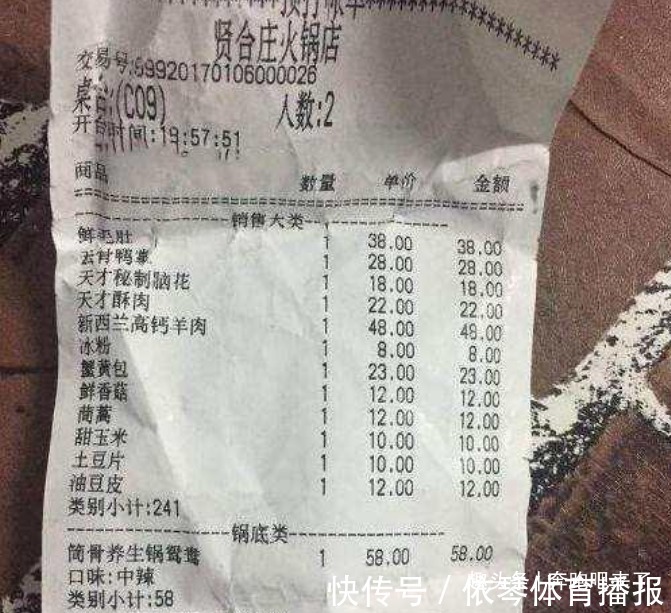 贤合庄火锅店
交易号:99920170106000026
桌台:(C09) 人数:2
开台时间:19:57:51
商品 数量 单价 金额
销售大类
鲜毛肚 1 38.00 38.00
1 28.00 28.00
天才秘制脑花 1 18.00 18.00
天才酥肉 1 22.00 22.00
新西兰高钙羊肉 1 48.00 48.00
冰粉 1 8.00 8.00
蟹黄包 1 23.00 23.00
鲜香菇 1 12.00 12.00
茼蒿 1 12.00 12.00
甜玉米 1 10.00 10.00
土豆片 1 10.00 10.00
油豆皮 1 12.00 12.00
类别小计:241
锅底类
筒骨养生锅鸳鸯 1 58.00 58.00
口味:中辣
类别小计:58
快传号/依琴体育播报